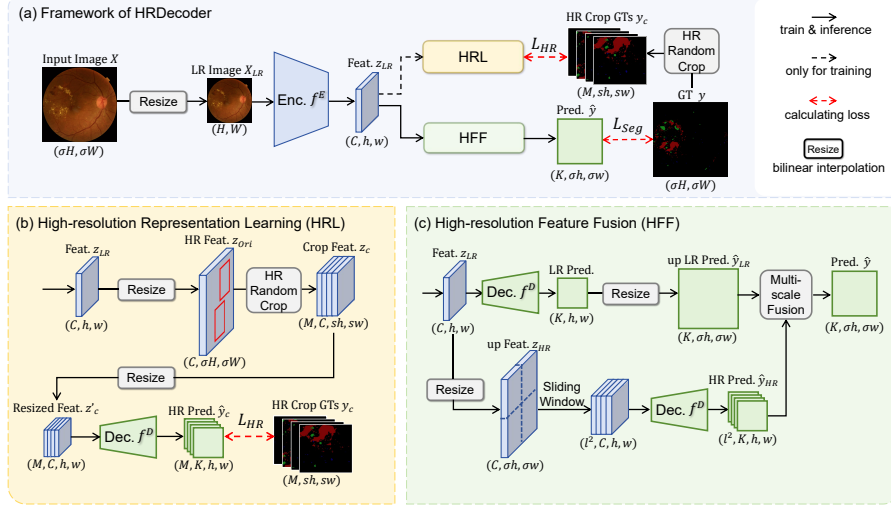 (a) Framework of HRDecoder
Input Image X
(σH, σW)
Resize
LR Image X_LR
(H, W)
Enc. f^E
Feat. z_LR
(C, h, w)
HRL
L_HR
HR Crop GTs y_c
(M, sh, sw)
HR
Random
Crop
HFF
Pred. ŷ
(K, σh, σw)
L_Seg
GT y
(σH, σW)
train & inference
only for training
calculating loss
Resize
bilinear interpolation
(b) High-resolution Representation Learning (HRL)
Feat. z_LR
(C, h, w)
Resize
HR Feat. z_Ori
(C, σH, σW)
HR
Random
Crop
Crop Feat. z_c
(M, C, sh, sw)
Resize
Resized Feat. z'_c
(M, C, h, w)
Dec. f^D
HR Pred. ŷ_c
(M, K, h, w)
L_HR
HR Crop GTs y_c
(M, sh, sw)
(c) High-resolution Feature Fusion (HFF)
Feat. z_LR
(C, h, w)
Dec. f^D
LR Pred.
(K, h, w)
Resize
up LR Pred. ŷ_LR
(K, σh, σw)
Multi-
scale
Fusion
Pred. ŷ
(K, σh, σw)
Resize
up Feat. z_HR
(C, σh, σw)
Sliding
Window
(l², C, h, w)
Dec. f^D
HR Pred. ŷ_HR
(l², K, h, w)